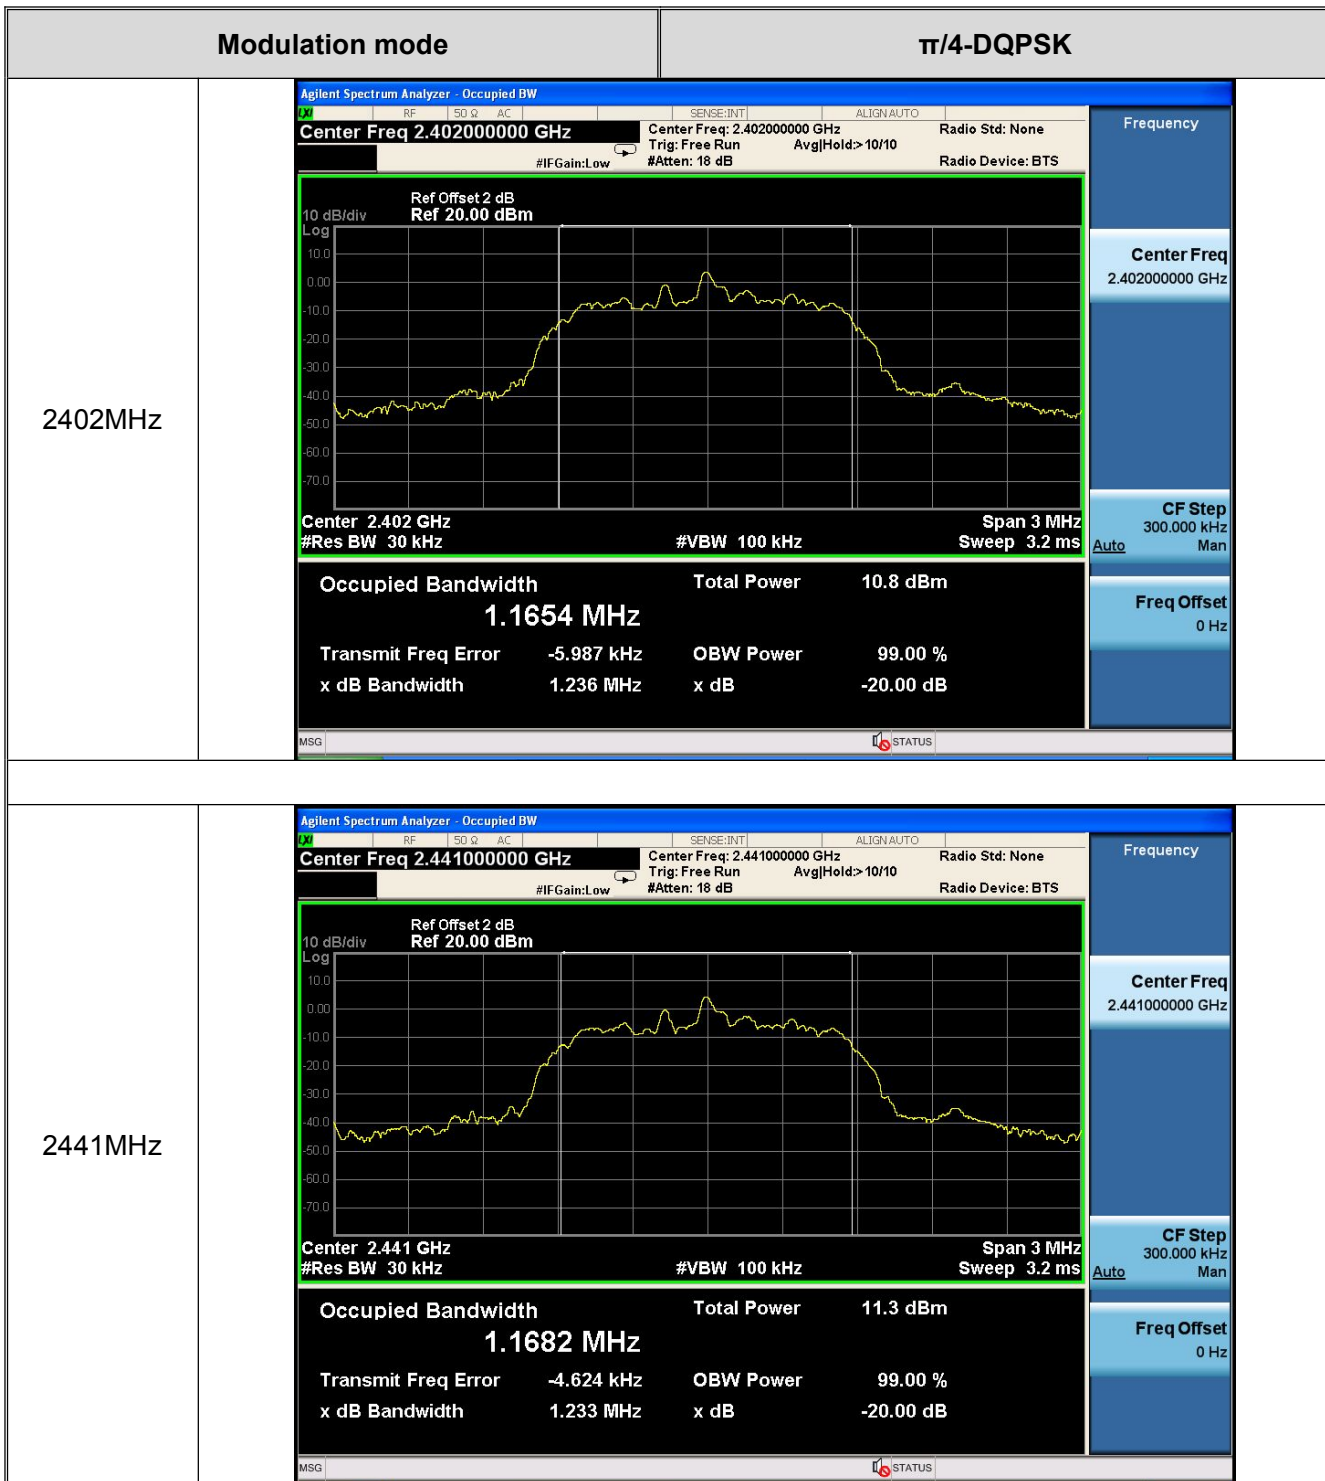 Modulation mode π/4-DQPSK
2402MHz
Agilent Spectrum Analyzer - Occupied BW
LXI RF 50 Ω AC SENSE:INT ALIGN AUTO
Center Freq 2.402000000 GHz
Center Freq: 2.402000000 GHz Radio Std: None
Trig: Free Run Avg|Hold:>10/10
#IFGain:Low #Atten: 18 dB Radio Device: BTS
Ref Offset 2 dB
10 dB/div Ref 20.00 dBm
Log
10.0
0.00
-10.0
-20.0
-30.0
-40.0
-50.0
-60.0
-70.0
Center 2.402 GHz Span 3 MHz
#Res BW 30 kHz #VBW 100 kHz Sweep 3.2 ms
Occupied Bandwidth Total Power 10.8 dBm
1.1654 MHz
Transmit Freq Error -5.987 kHz OBW Power 99.00 %
x dB Bandwidth 1.236 MHz x dB -20.00 dB
MSG STATUS
Frequency
Center Freq
2.402000000 GHz
CF Step
300.000 kHz
Auto Man
Freq Offset
0 Hz
2441MHz
Agilent Spectrum Analyzer - Occupied BW
LXI RF 50 Ω AC SENSE:INT ALIGN AUTO
Center Freq 2.441000000 GHz
Center Freq: 2.441000000 GHz Radio Std: None
Trig: Free Run Avg|Hold:>10/10
#IFGain:Low #Atten: 18 dB Radio Device: BTS
Ref Offset 2 dB
10 dB/div Ref 20.00 dBm
Log
10.0
0.00
-10.0
-20.0
-30.0
-40.0
-50.0
-60.0
-70.0
Center 2.441 GHz Span 3 MHz
#Res BW 30 kHz #VBW 100 kHz Sweep 3.2 ms
Occupied Bandwidth Total Power 11.3 dBm
1.1682 MHz
Transmit Freq Error -4.624 kHz OBW Power 99.00 %
x dB Bandwidth 1.233 MHz x dB -20.00 dB
MSG STATUS
Frequency
Center Freq
2.441000000 GHz
CF Step
300.000 kHz
Auto Man
Freq Offset
0 Hz